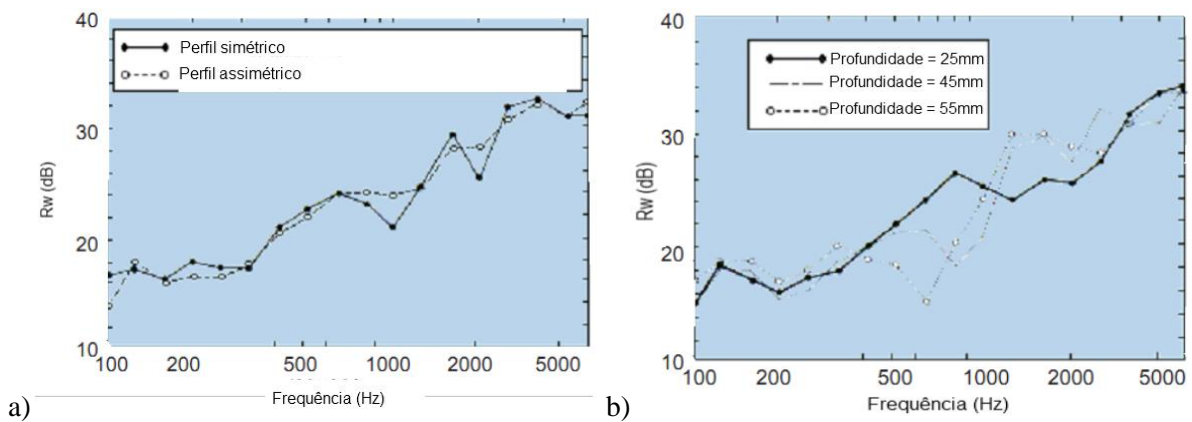 40
30
20
10
Rw (dB)
Perfil simétrico
Perfil assimétrico
100 200 500 1000 2000 5000
Frequência (Hz)
a)
40
30
20
10
Rw (dB)
Profundidade = 25mm
Profundidade = 45mm
Profundidade = 55mm
100 200 500 1000 2000 5000
Frequência (Hz)
b)